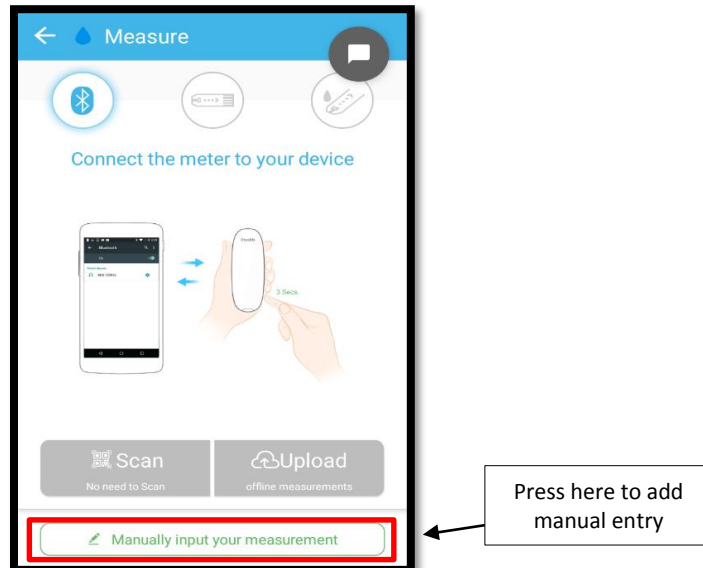 Measure
Connect the meter to your device
Bluetooth
3 Secs.
Scan
No need to Scan
Upload
offline measurements
Manually input your measurement
Press here to add
manual entry